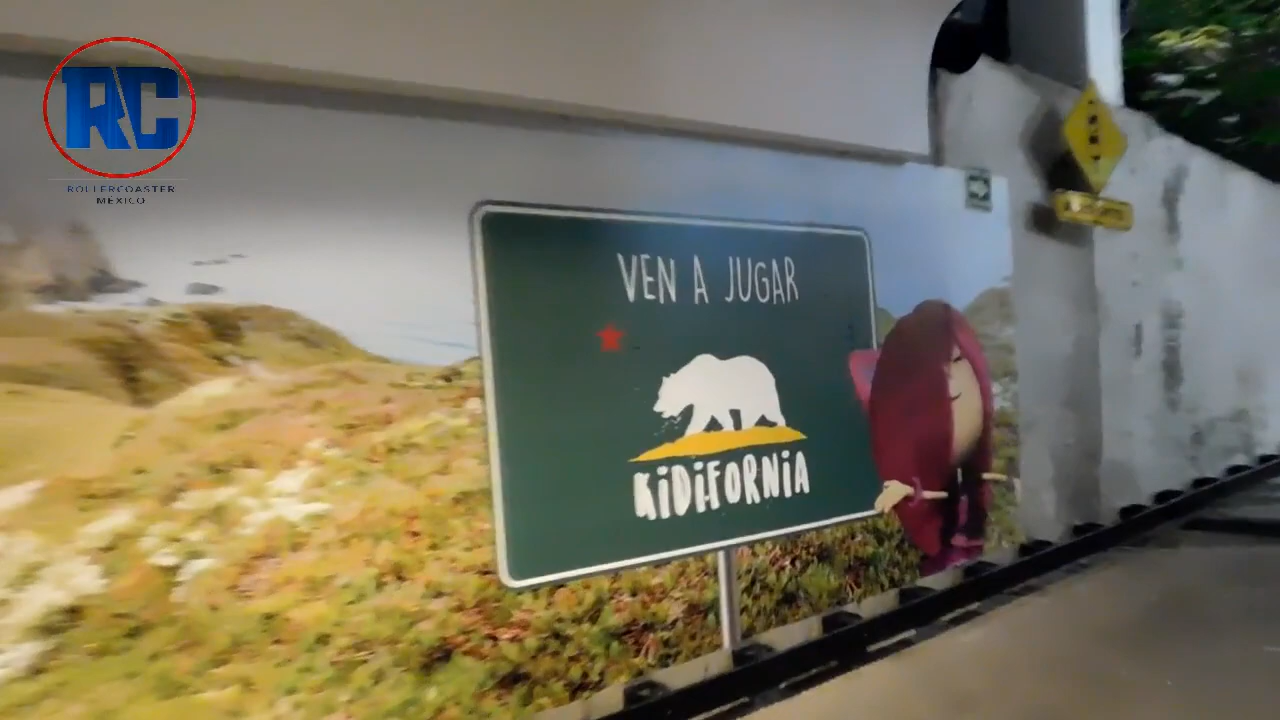 RC
ROLLERCOASTER
MEXICO
VEN A JUGAR
KiDiFORNiA